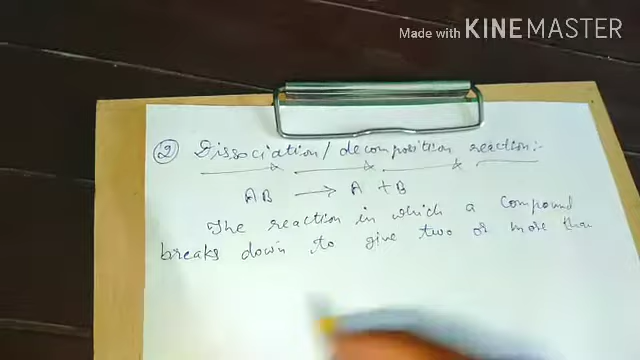 Made with KINEMASTER
② Dissociation/decomposition reaction:-
AB → A + B
The reaction in which a compound
breaks down to give two or more than